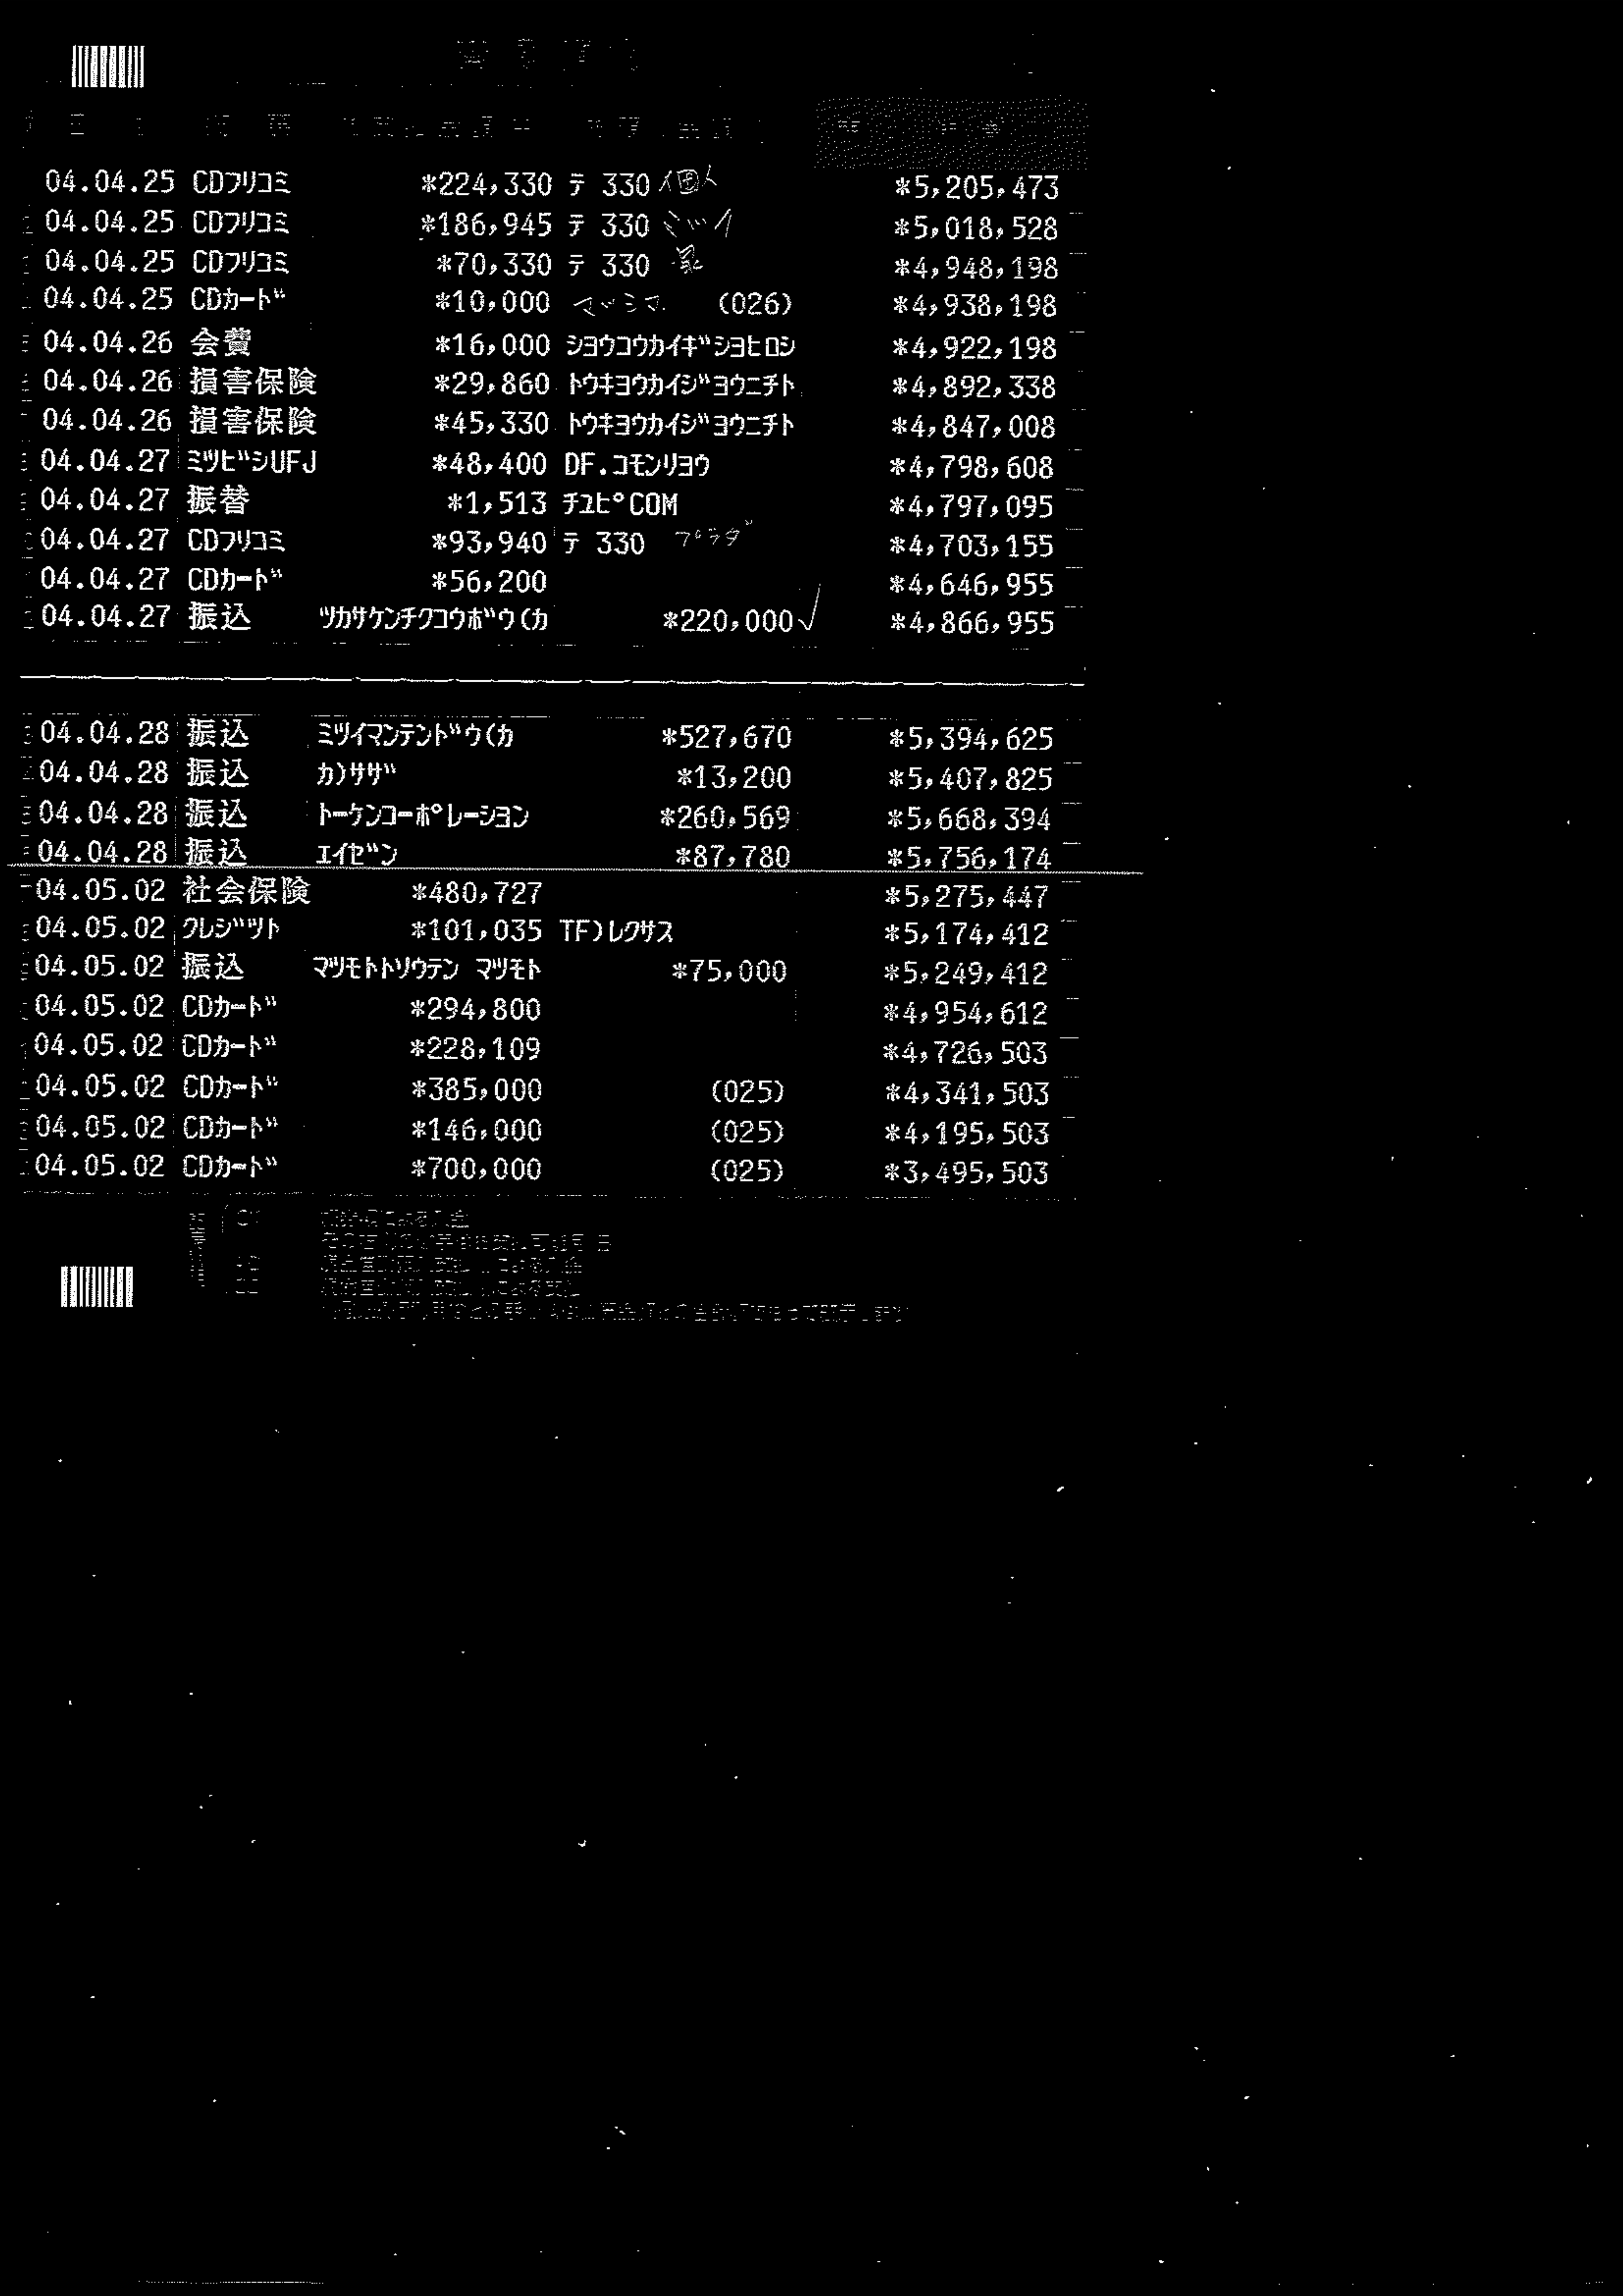 04.04.25 CDフリコミ *224,330 テ 330 個人 *5,205,473
04.04.25 CDフリコミ *186,945 テ 330 ミツイ *5,018,528
04.04.25 CDフリコミ *70,330 テ 330 *4,948,198
04.04.25 CDカード *10,000 マツシマ (026) *4,938,198
04.04.26 会費 *16,000 シヨウコウカイギシヨヒロシ *4,922,198
04.04.26 損害保険 *29,860 トウキヨウカイジヨウニチト *4,892,338
04.04.26 損害保険 *45,330 トウキヨウカイジヨウニチト *4,847,008
04.04.27 ミツビシUFJ *48,400 DF.コモンリヨウ *4,798,608
04.04.27 振替 *1,513 チユピCOM *4,797,095
04.04.27 CDフリコミ *93,940 テ 330 プラダ *4,703,155
04.04.27 CDカード *56,200 *4,646,955
04.04.27 振込 ツカサケンチクコウボウ(カ *220,000 ✓ *4,866,955
04.04.28 振込 ミツイマンテンドウ(カ *527,670 *5,394,625
04.04.28 振込 カ)ササ゛ *13,200 *5,407,825
04.04.28 振込 トーケンコーポレーシヨン *260,569 *5,668,394
04.04.28 振込 エイゼン *87,780 *5,756,174
04.05.02 社会保険 *480,727 *5,275,447
04.05.02 クレジツト *101,035 TF)レクサス *5,174,412
04.05.02 振込 マツモトトソウテン マツモト *75,000 *5,249,412
04.05.02 CDカード *294,800 *4,954,612
04.05.02 CDカード *228,109 *4,726,503
04.05.02 CDカード *385,000 (025) *4,341,503
04.05.02 CDカード *146,000 (025) *4,195,503
04.05.02 CDカード *700,000 (025) *3,495,503